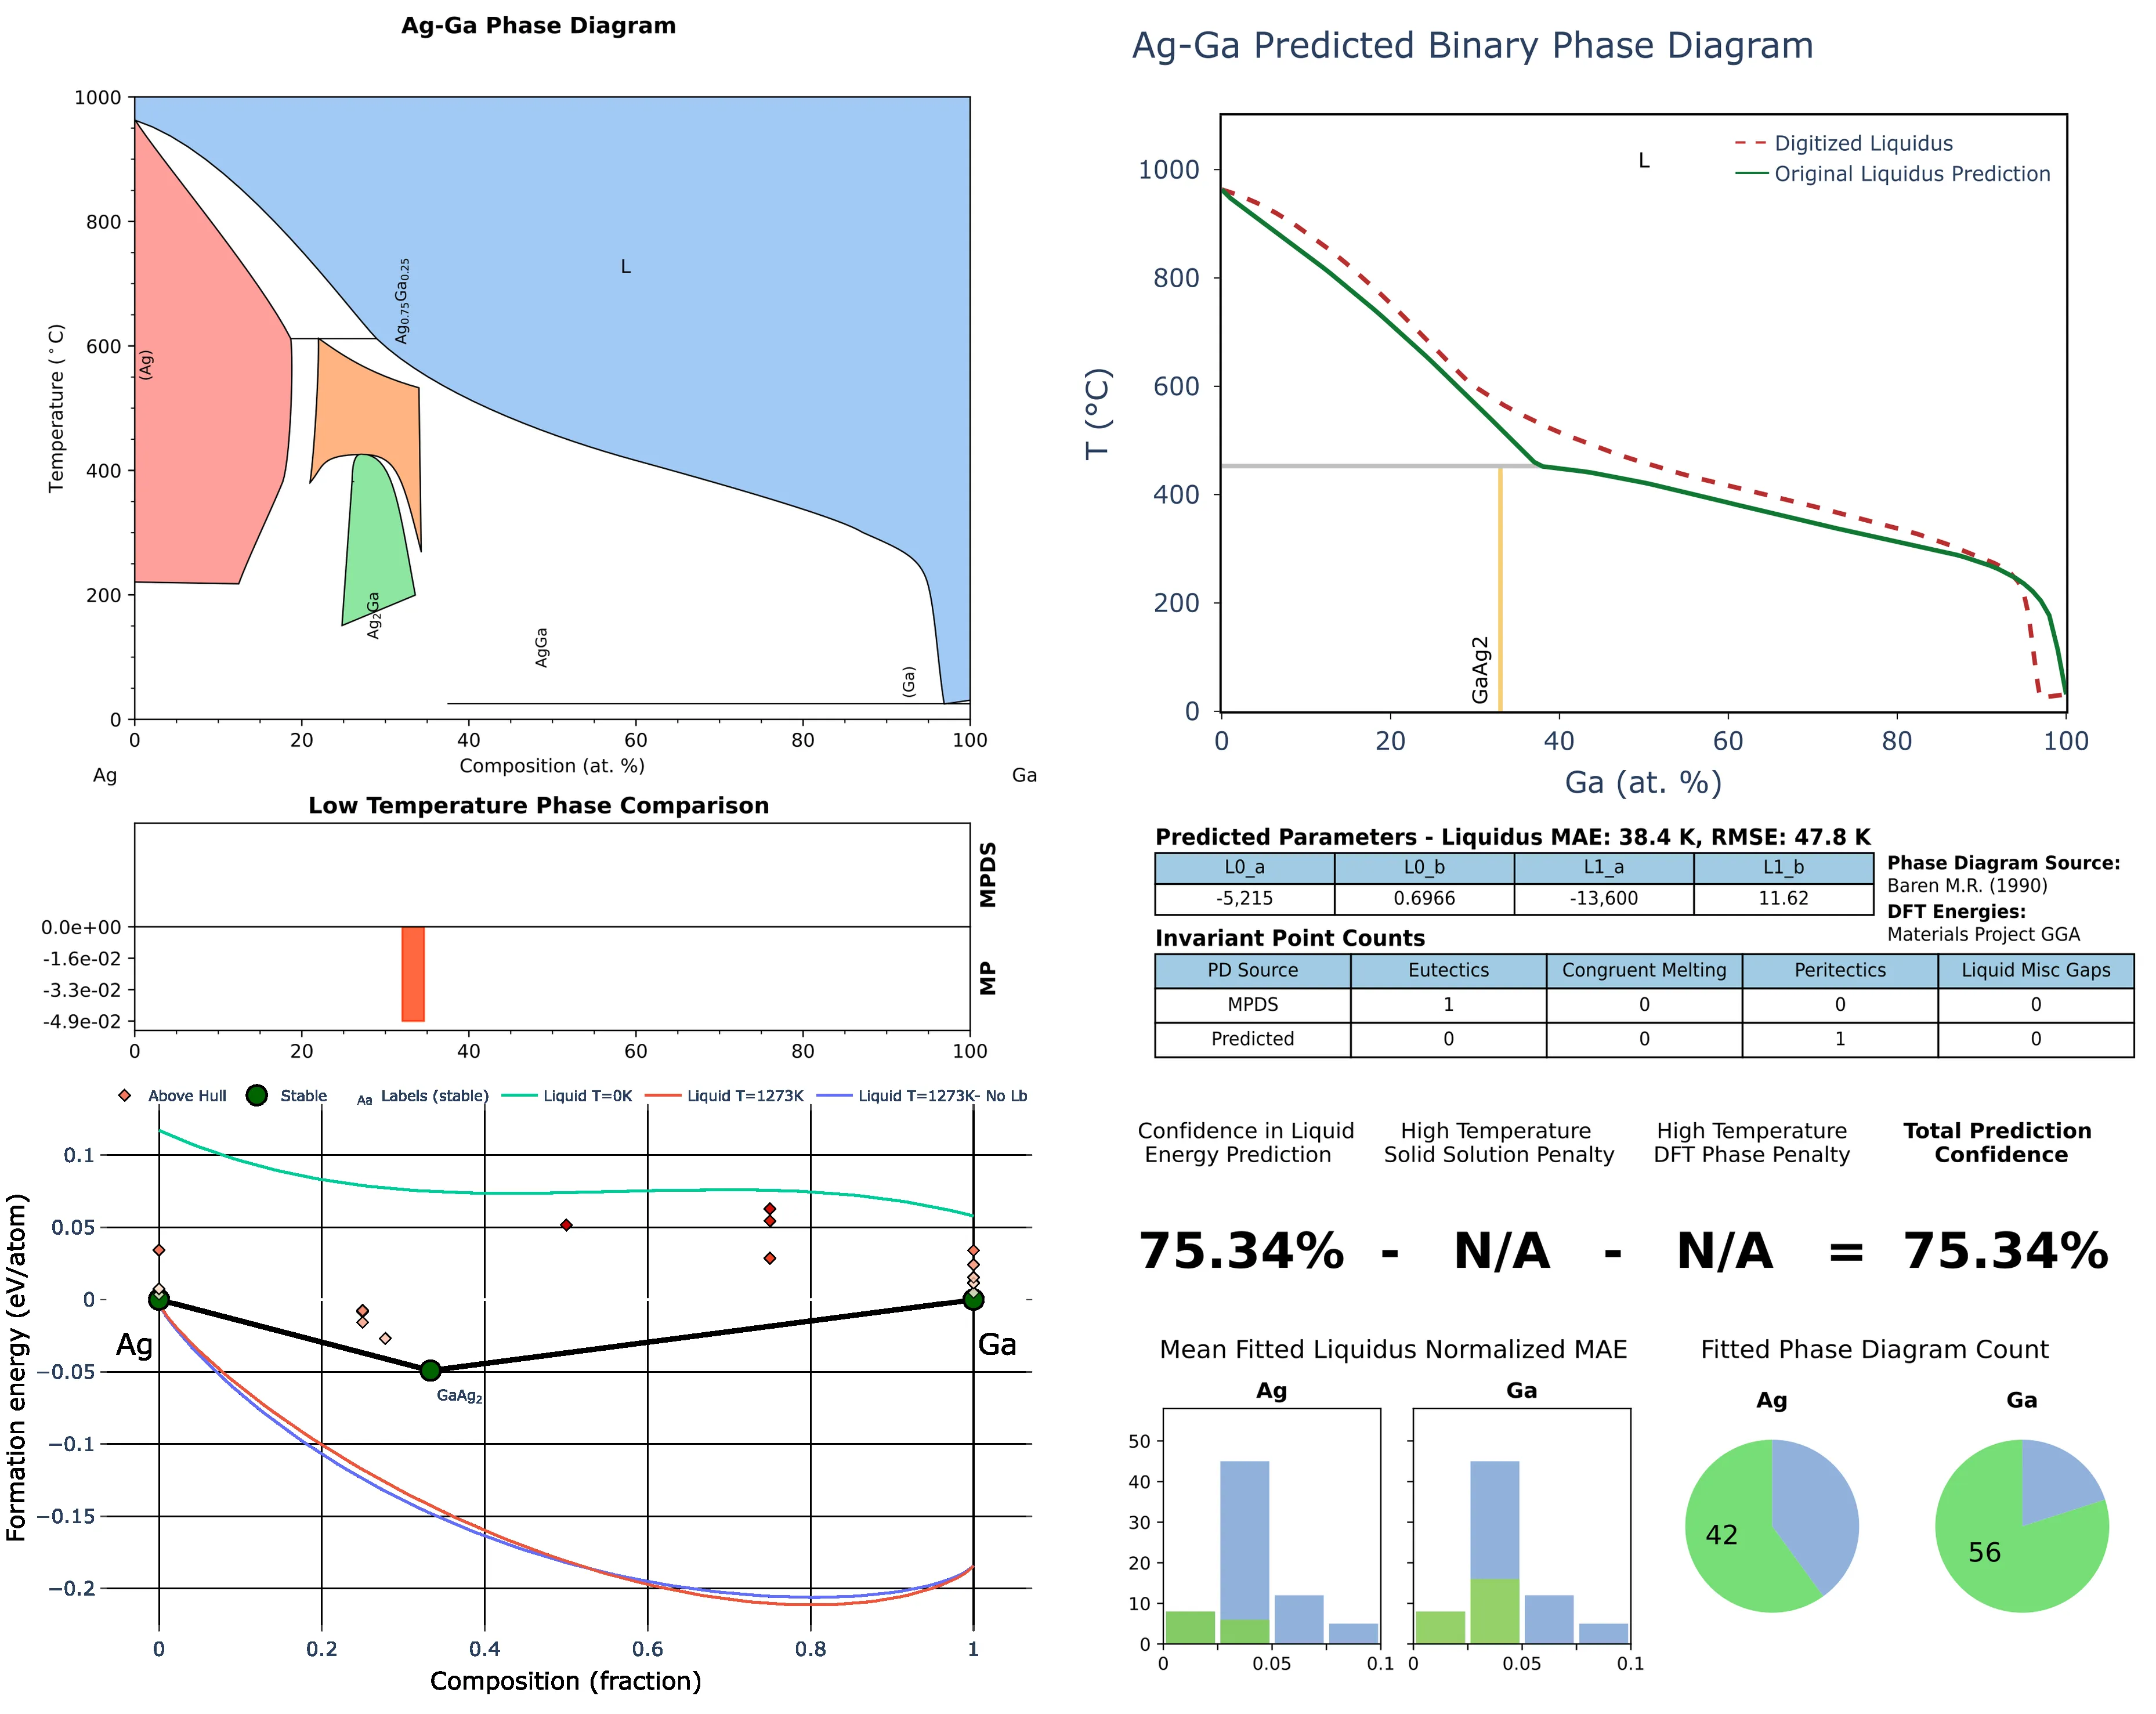 Ag-Ga Phase Diagram
1000
800
600
400
200
0
Temperature (°C)
(Ag)
Ag0.75Ga0.25
L
Ag2Ga
AgGa
(Ga)
0 20 40 60 80 100
Composition (at. %)
Ag
Ga
Low Temperature Phase Comparison
MPDS
MP
0.0e+00
-1.6e-02
-3.3e-02
-4.9e-02
0 20 40 60 80 100
Above Hull Stable Aa Labels (stable) Liquid T=0K Liquid T=1273K Liquid T=1273K- No Lb
0.1
0.05
0
−0.05
−0.1
−0.15
−0.2
Formation energy (eV/atom)
Ag
Ga
GaAg2
0 0.2 0.4 0.6 0.8 1
Composition (fraction)
Ag-Ga Predicted Binary Phase Diagram
L
Digitized Liquidus
Original Liquidus Prediction
1000
800
600
400
200
0
T (°C)
GaAg2
0 20 40 60 80 100
Ga (at. %)
Predicted Parameters - Liquidus MAE: 38.4 K, RMSE: 47.8 K
L0_a L0_b L1_a L1_b
-5,215 0.6966 -13,600 11.62
Phase Diagram Source:
Baren M.R. (1990)
DFT Energies:
Materials Project GGA
Invariant Point Counts
PD Source Eutectics Congruent Melting Peritectics Liquid Misc Gaps
MPDS 1 0 0 0
Predicted 0 0 1 0
Confidence in Liquid
Energy Prediction
High Temperature
Solid Solution Penalty
High Temperature
DFT Phase Penalty
Total Prediction
Confidence
75.34% - N/A - N/A = 75.34%
Mean Fitted Liquidus Normalized MAE
Ag
Ga
50
40
30
20
10
0
0 0.05 0.1
0 0.05 0.1
Fitted Phase Diagram Count
Ag
Ga
42
56